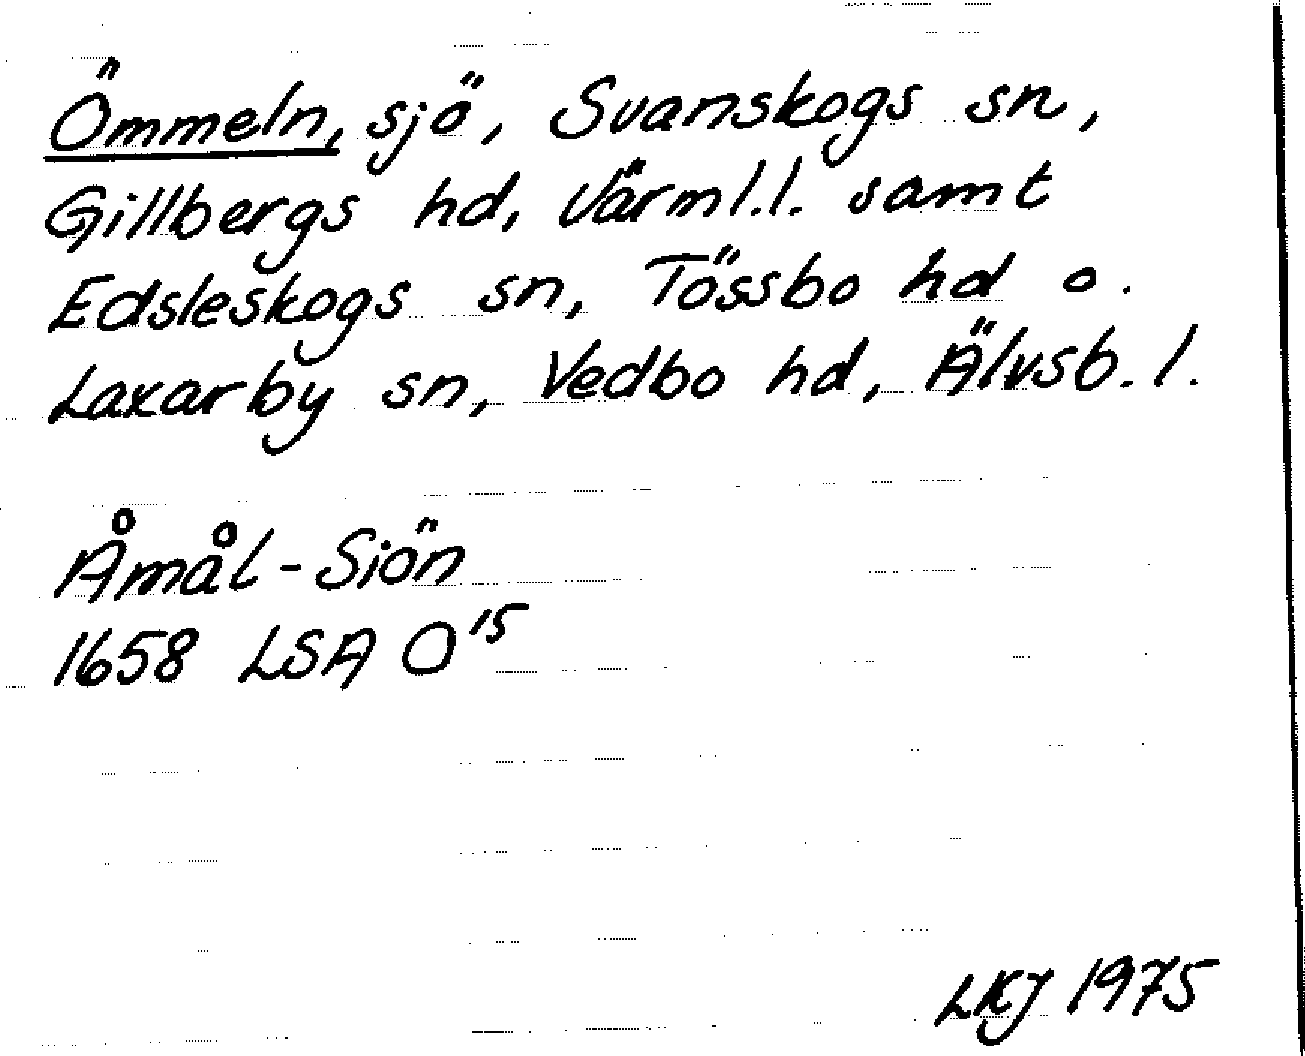 Ömmeln, sjö, Svanskogs sn,
Gillbergs hd, Värml.l. samt
Edsleskogs sn, Tössbo hd o.
Laxarby sn, Vedbo hd, Älvsb. l.
Åmål-Siön
1658 LSA O15
LKJ 1975